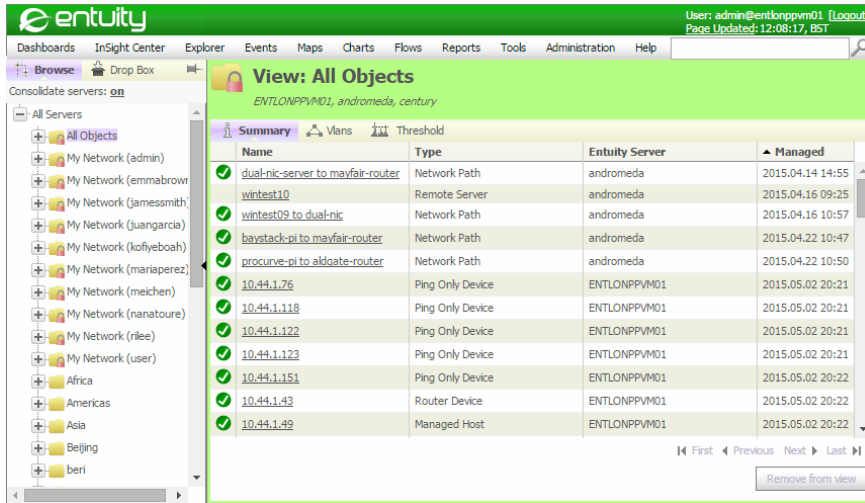 entuity
User: admin@entlonppvm01 [Logout
Page Updated: 12:08:17, BST
Dashboards InSight Center Explorer Events Maps Charts Flows Reports Tools Administration Help
Browse Drop Box
Consolidate servers: on
All Servers
All Objects
My Network (admin)
My Network (emmabrown
My Network (jamessmith)
My Network (juangarcia)
My Network (kofiyeboah)
My Network (mariaperez)
My Network (meichen)
My Network (nanatoure)
My Network (rilee)
My Network (user)
Africa
Americas
Asia
Beijing
beri
View: All Objects
ENTLONPPVM01, andromeda, century
Summary Vlans Threshold
Name Type Entuity Server Managed
dual-nic-server to mayfair-router Network Path andromeda 2015.04.14 14:55
wintest10 Remote Server andromeda 2015.04.16 09:25
wintest09 to dual-nic Network Path andromeda 2015.04.16 10:57
baystack-pi to mayfair-router Network Path andromeda 2015.04.22 10:47
procurve-pi to aldgate-router Network Path andromeda 2015.04.22 10:50
10.44.1.76 Ping Only Device ENTLONPPVM01 2015.05.02 20:21
10.44.1.118 Ping Only Device ENTLONPPVM01 2015.05.02 20:21
10.44.1.122 Ping Only Device ENTLONPPVM01 2015.05.02 20:21
10.44.1.123 Ping Only Device ENTLONPPVM01 2015.05.02 20:21
10.44.1.151 Ping Only Device ENTLONPPVM01 2015.05.02 20:22
10.44.1.43 Router Device ENTLONPPVM01 2015.05.02 20:22
10.44.1.49 Managed Host ENTLONPPVM01 2015.05.02 20:22
First Previous Next Last
Remove from view